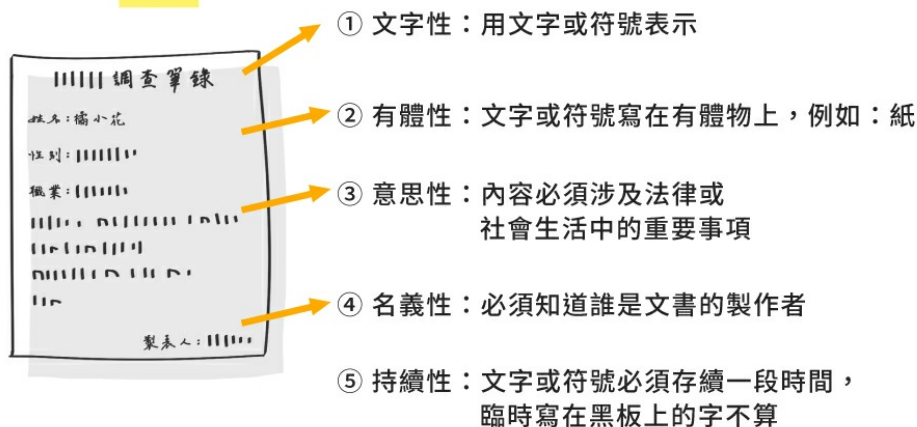 ① 文字性：用文字或符號表示
調查筆錄
姓名：橘小花
② 有體性：文字或符號寫在有體物上，例如：紙
性別：
職業：
③ 意思性：內容必須涉及法律或
社會生活中的重要事項
④ 名義性：必須知道誰是文書的製作者
製表人：
⑤ 持續性：文字或符號必須存續一段時間，
臨時寫在黑板上的字不算